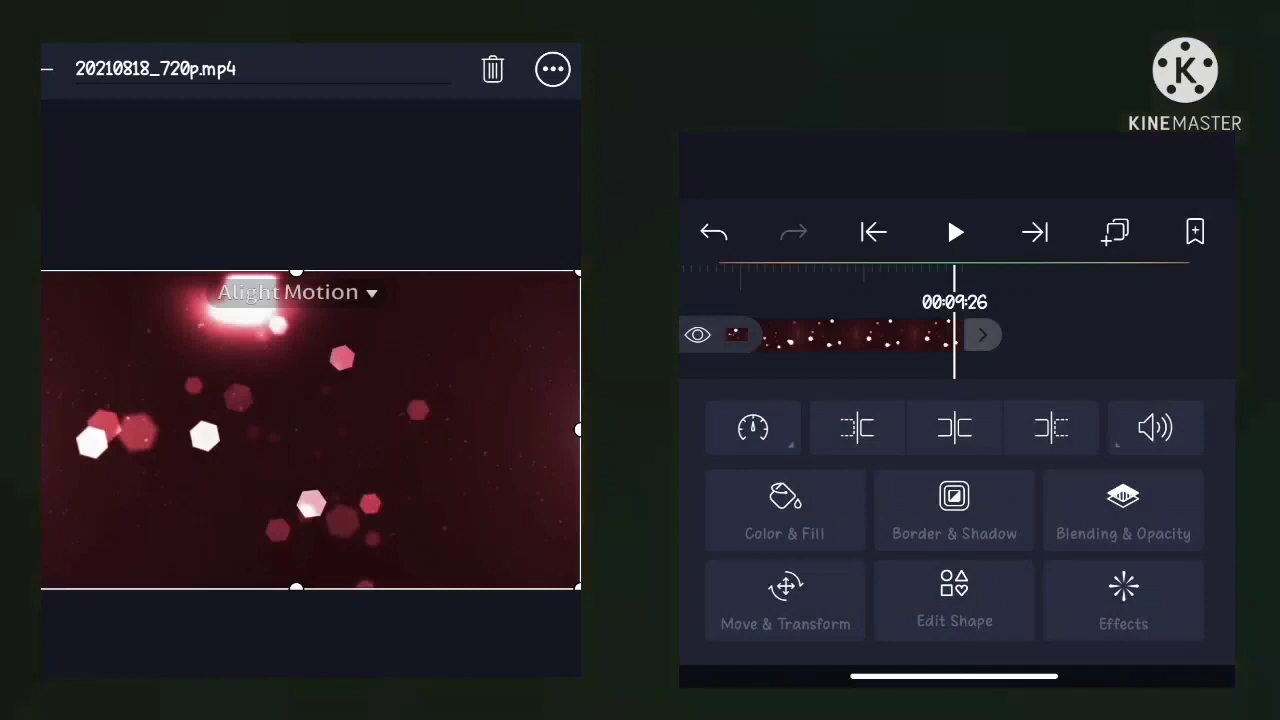 20210818_720p.mp4
KINEMASTER
Alight Motion
00:09:26
Color & Fill
Border & Shadow
Blending & Opacity
Move & Transform
Edit Shape
Effects